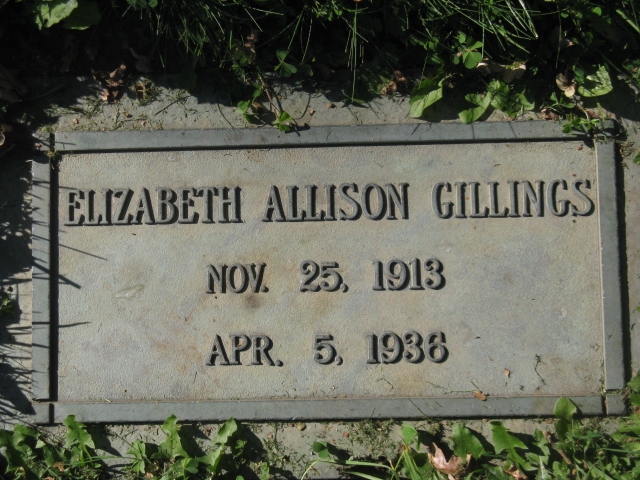 ELIZABETH ALLISON GILLINGS
NOV. 25, 1913
APR. 5, 1936